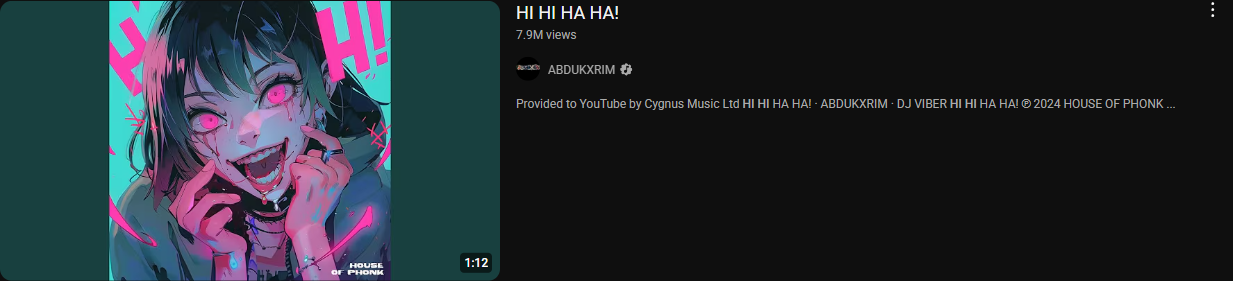 HI!
HI HI HA HA!
7.9M views
ABDUKXRIM
Provided to YouTube by Cygnus Music Ltd HI HI HA HA! · ABDUKXRIM · DJ VIBER HI HI HA HA! ℗ 2024 HOUSE OF PHONK ...
HOUSE
OF PHONK
1:12